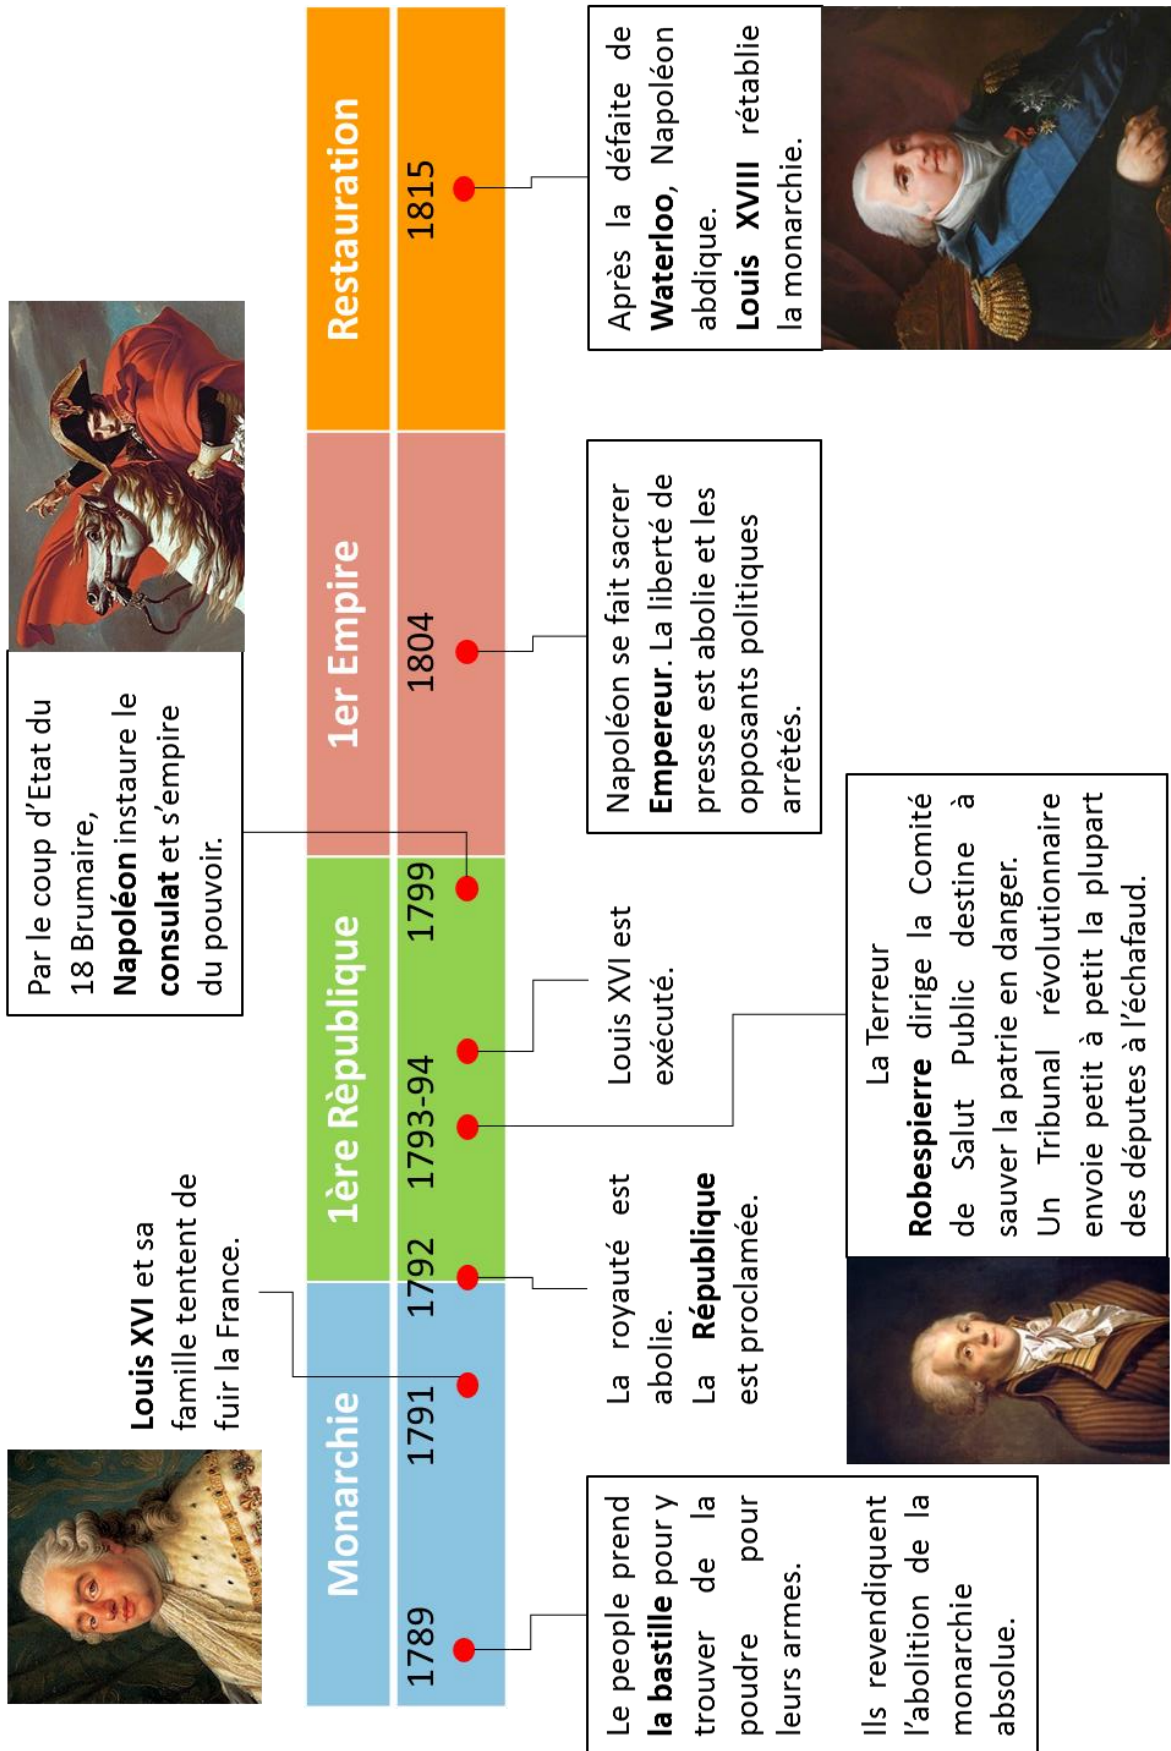 Louis XVI et sa
famille tentent de
fuir la France.
Par le coup d'Etat du
18 Brumaire,
Napoléon instaure le
consulat et s'empire
du pouvoir.
Monarchie
1ère Rèpublique
1er Empire
Restauration
1789
1791
1792
1793-94
1799
1804
1815
Le people prend
la bastille pour y
trouver de la
poudre pour
leurs armes.
Ils revendiquent
l'abolition de la
monarchie
absolue.
La royauté est
abolie.
La République
est proclamée.
Louis XVI est
exécuté.
Napoléon se fait sacrer
Empereur. La liberté de
presse est abolie et les
opposants politiques
arrêtés.
Après la défaite de
Waterloo, Napoléon
abdique.
Louis XVIII rétablie
la monarchie.
La Terreur
Robespierre dirige la Comité
de Salut Public destine à
sauver la patrie en danger.
Un Tribunal révolutionnaire
envoie petit à petit la plupart
des députes à l'échafaud.